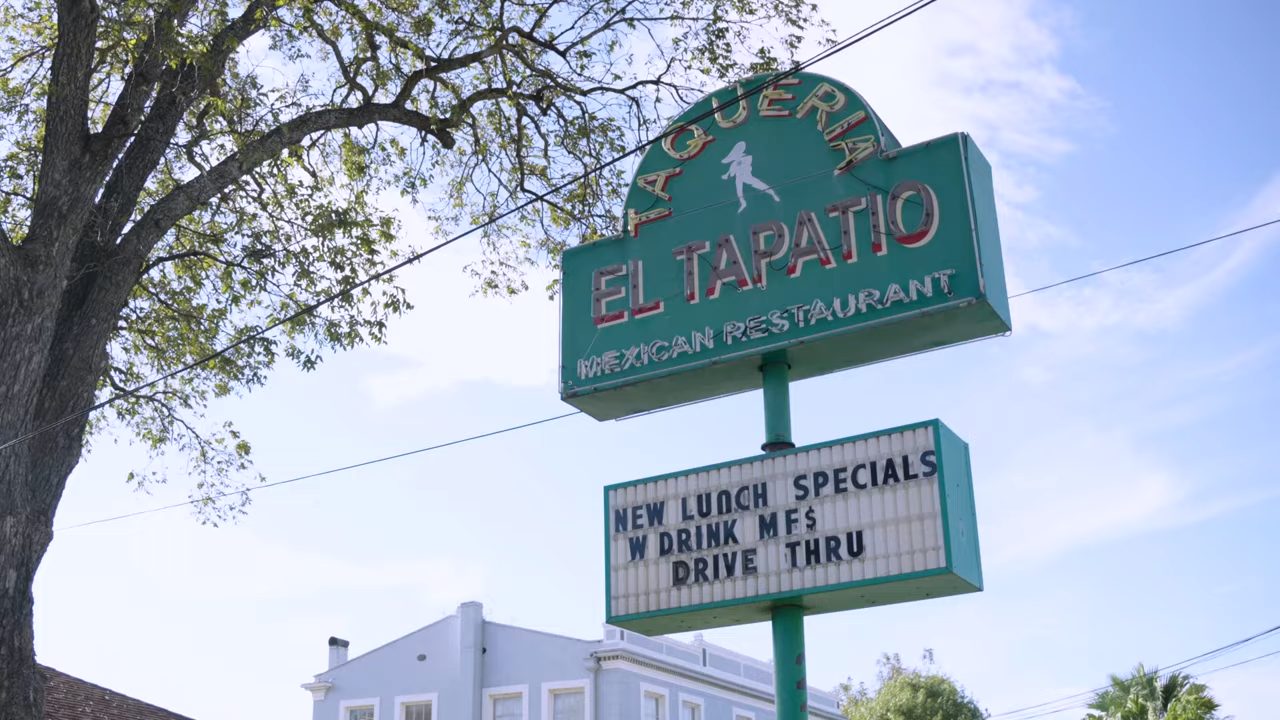 TAQUERIA
EL TAPATIO
MEXICAN RESTAURANT
NEW LUNCH SPECIALS
W DRINK MF$
DRIVE THRU